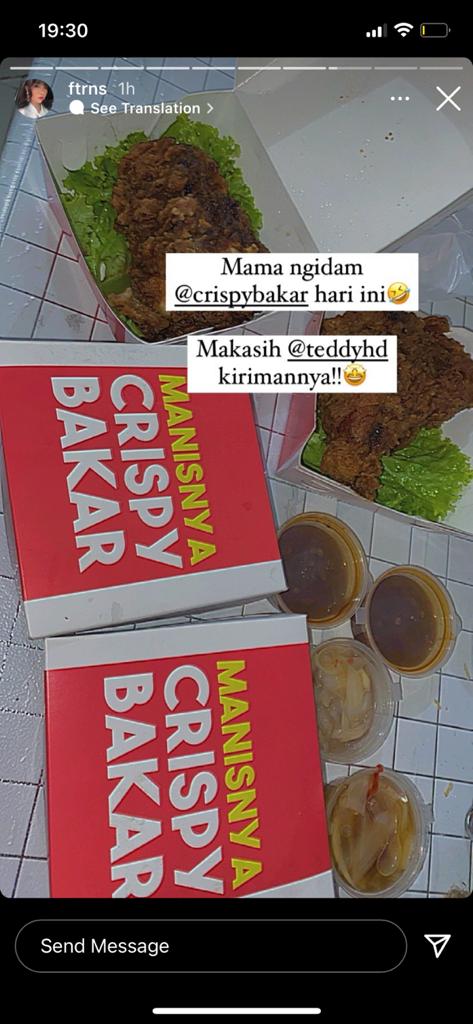 19:30
ftrns 1h
See Translation >
Mama ngidam
@crispybakar hari ini🤣
Makasih @teddyhd
kirimannya!!🤩
MANISNYA
CRISPY
BAKAR
MANISNYA
CRISPY
BAKAR
Send Message